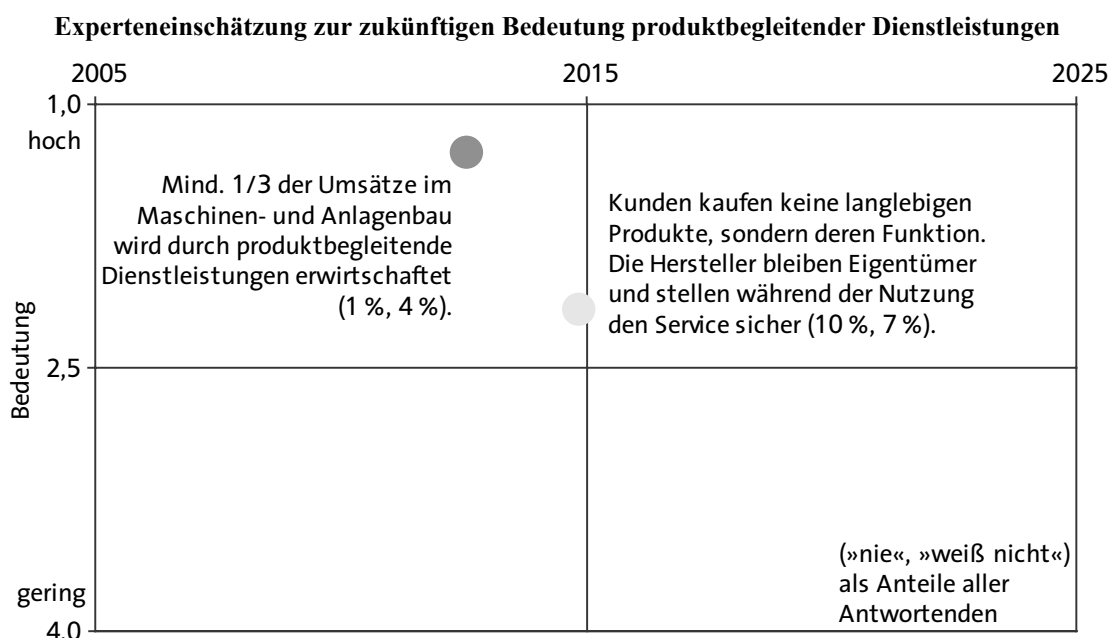 Experteneinschätzung zur zukünftigen Bedeutung produktbegleitender Dienstleistungen
2005
2015
2025
1,0
hoch
Mind. 1/3 der Umsätze im
Maschinen- und Anlagenbau
wird durch produktbegleitende
Dienstleistungen erwirtschaftet
(1 %, 4 %).
Kunden kaufen keine langlebigen
Produkte, sondern deren Funktion.
Die Hersteller bleiben Eigentümer
und stellen während der Nutzung
den Service sicher (10 %, 7 %).
Bedeutung
2,5
(»nie«, »weiß nicht«)
als Anteile aller
Antwortenden
gering
4,0